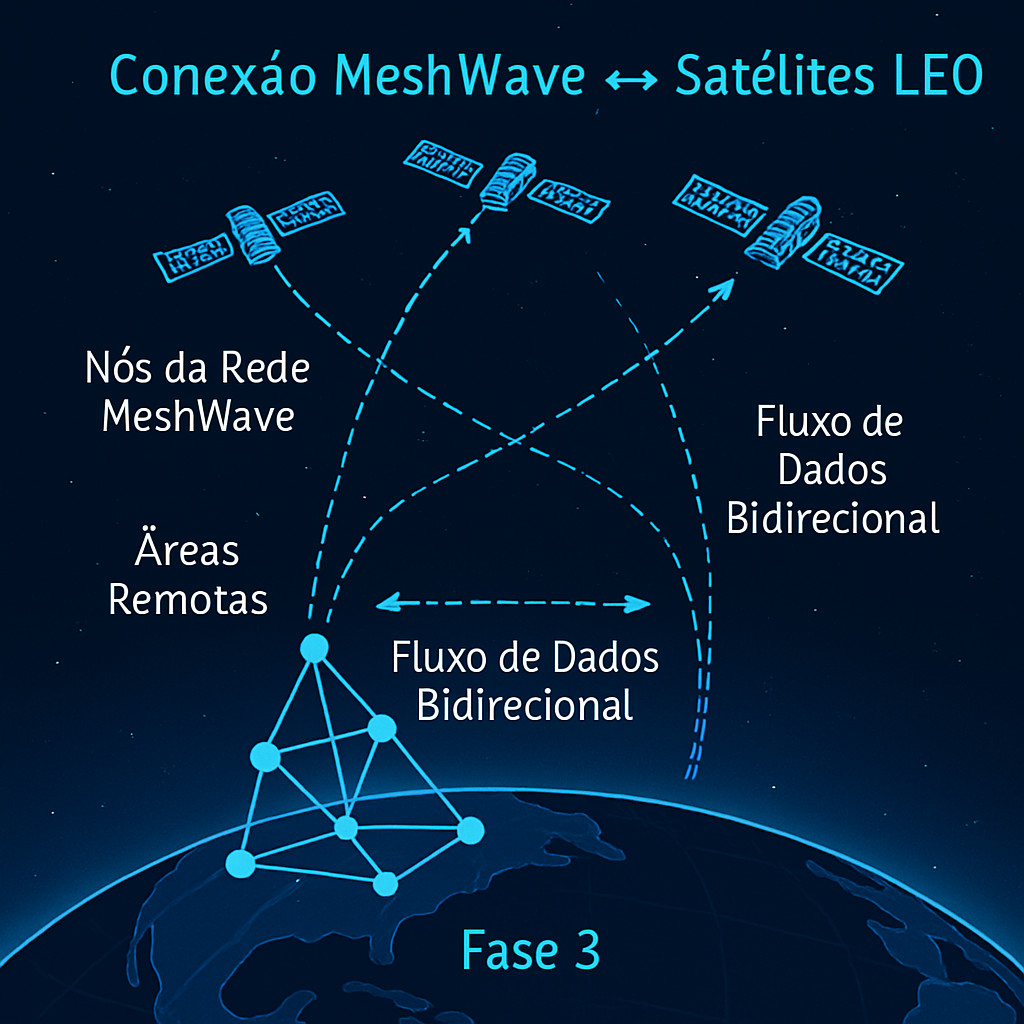 Conexáo MeshWave ↔ Satélites LEO
Nós da Rede
MeshWave
Fluxo de
Dados
Bidirecional
Äreas
Remotas
Fluxo de Dados
Bidirecional
Fase 3